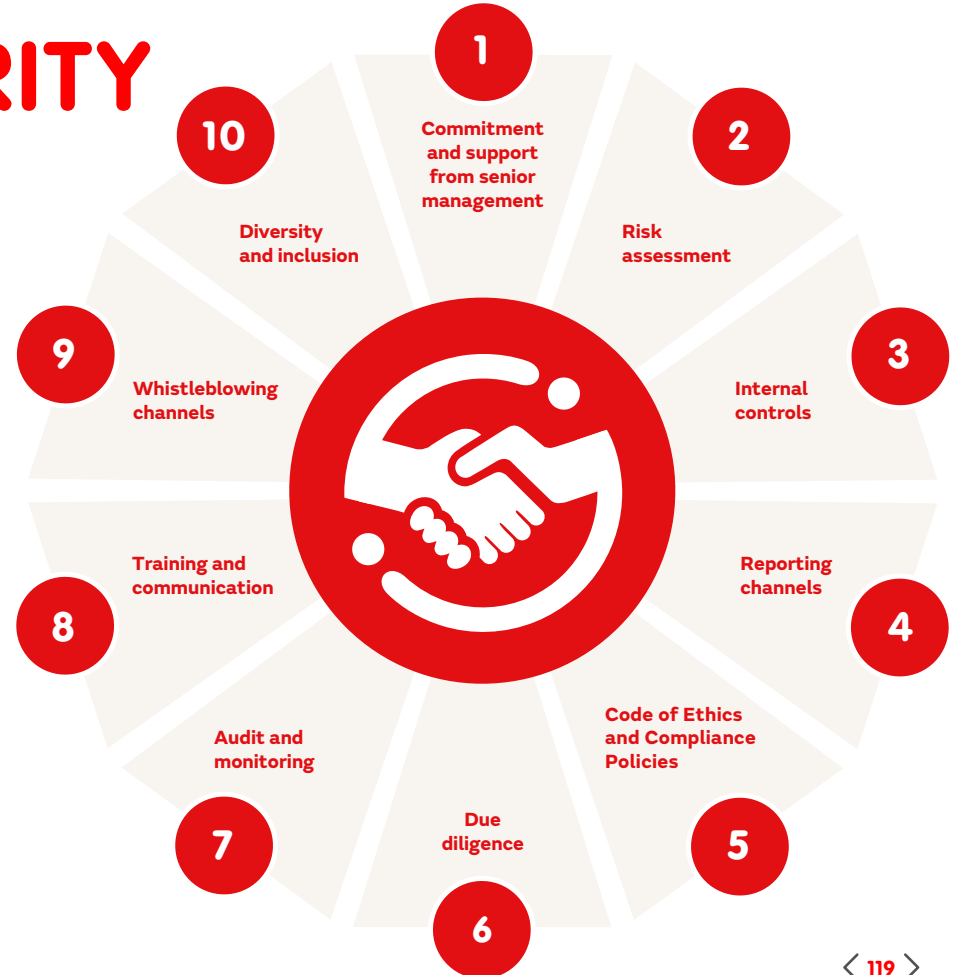 RITY
1
Commitment
and support
from senior
management
2
Risk
assessment
3
Internal
controls
4
Reporting
channels
5
Code of Ethics
and Compliance
Policies
6
Due
diligence
7
Audit and
monitoring
8
Training and
communication
9
Whistleblowing
channels
10
Diversity
and inclusion
119